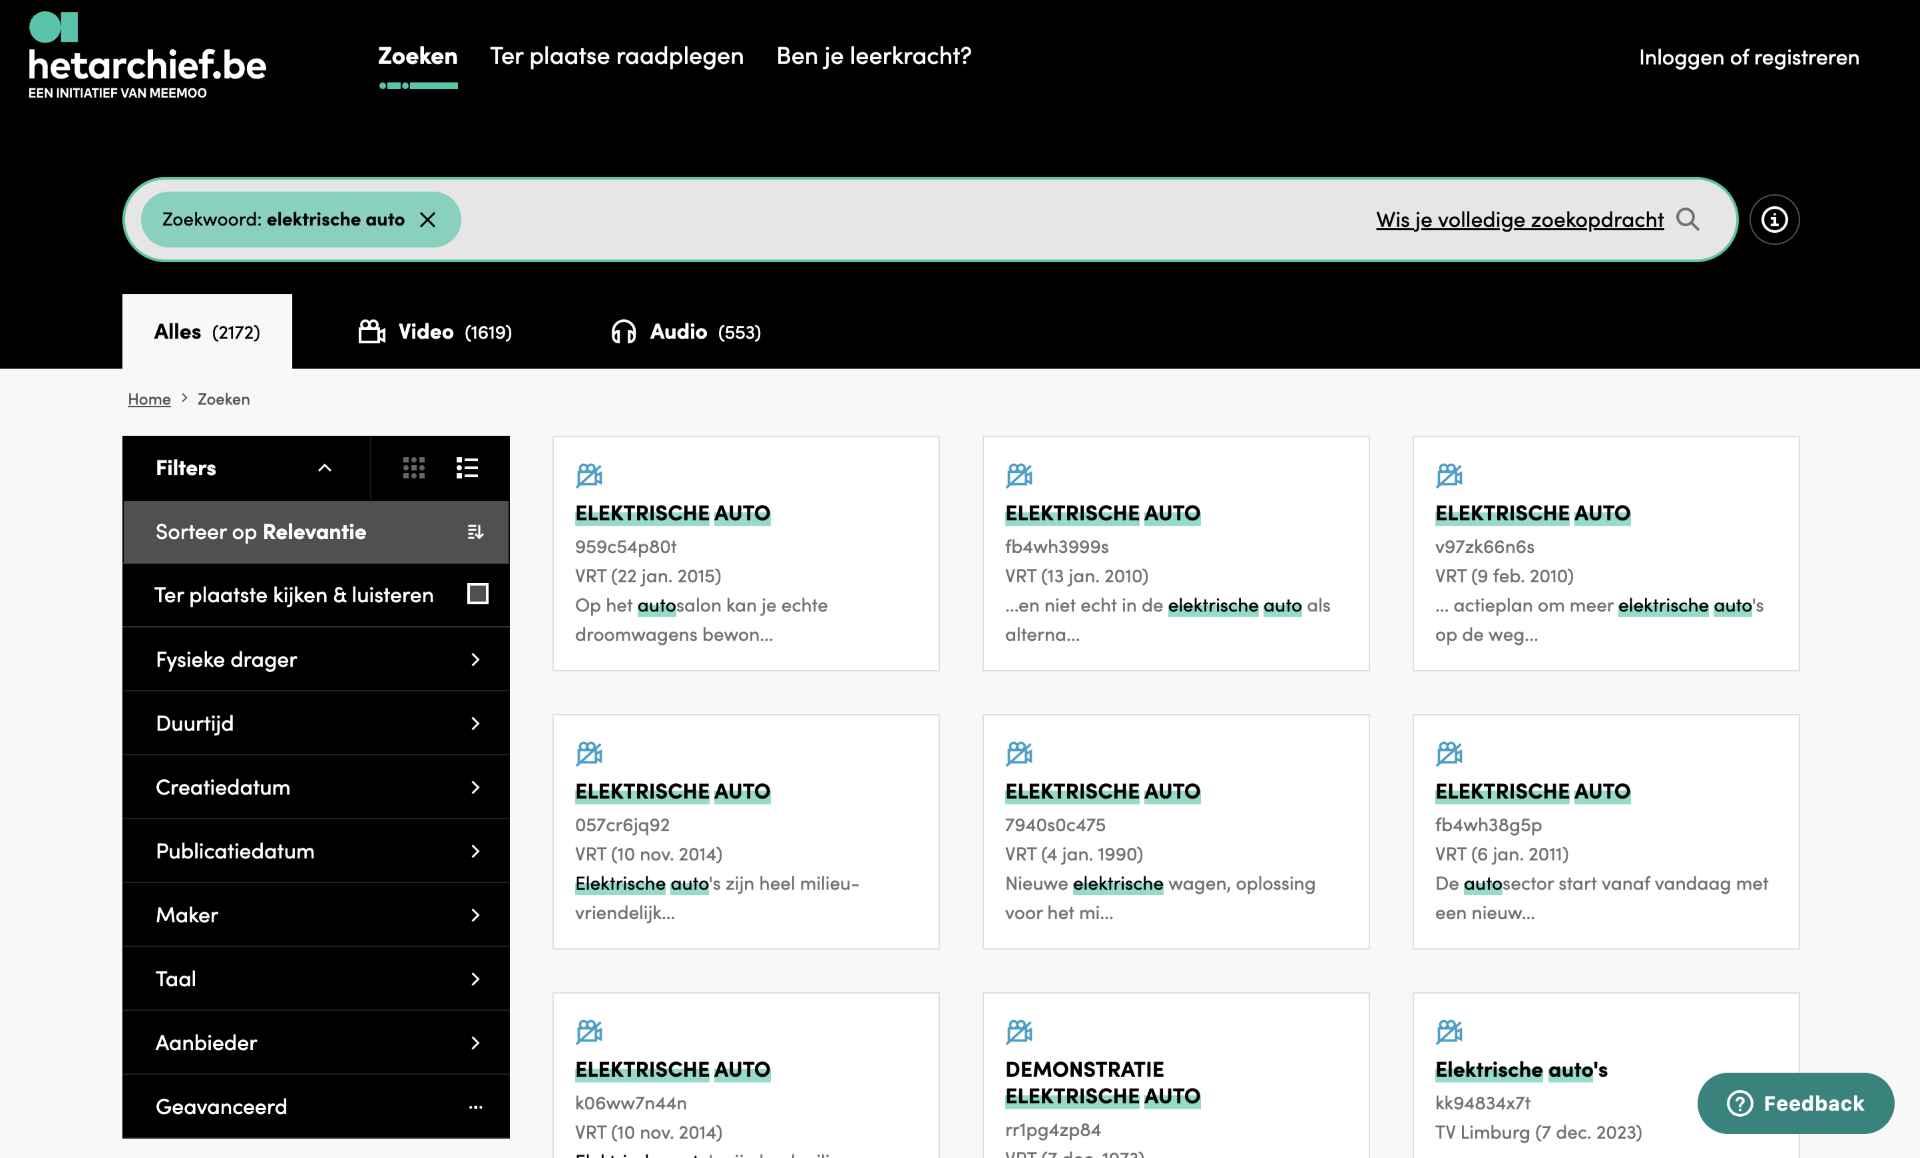 hetarchief.be
EEN INITIATIEF VAN MEEMOO
Zoeken
Ter plaatse raadplegen
Ben je leerkracht?
Inloggen of registreren
Zoekwoord: elektrische auto
Wis je volledige zoekopdracht
Alles (2172)
Video (1619)
Audio (553)
Home > Zoeken
Filters
Sorteer op Relevantie
Ter plaatste kijken & luisteren
Fysieke drager
Duurtijd
Creatiedatum
Publicatiedatum
Maker
Taal
Aanbieder
Geavanceerd
ELEKTRISCHE AUTO
959c54p80t
VRT (22 jan. 2015)
Op het autosalon kan je echte
droomwagens bewon...
ELEKTRISCHE AUTO
fb4wh3999s
VRT (13 jan. 2010)
...en niet echt in de elektrische auto als
alterna...
ELEKTRISCHE AUTO
v97zk66n6s
VRT (9 feb. 2010)
... actieplan om meer elektrische auto's
op de weg...
ELEKTRISCHE AUTO
057cr6jq92
VRT (10 nov. 2014)
Elektrische auto's zijn heel milieu-
vriendelijk...
ELEKTRISCHE AUTO
7940s0c475
VRT (4 jan. 1990)
Nieuwe elektrische wagen, oplossing
voor het mi...
ELEKTRISCHE AUTO
fb4wh38g5p
VRT (6 jan. 2011)
De autosector start vanaf vandaag met
een nieuw...
ELEKTRISCHE AUTO
k06ww7n44n
VRT (10 nov. 2014)
DEMONSTRATIE
ELEKTRISCHE AUTO
rr1pg4zp84
Elektrische auto's
kk94834x7t
TV Limburg (7 dec. 2023)
Feedback